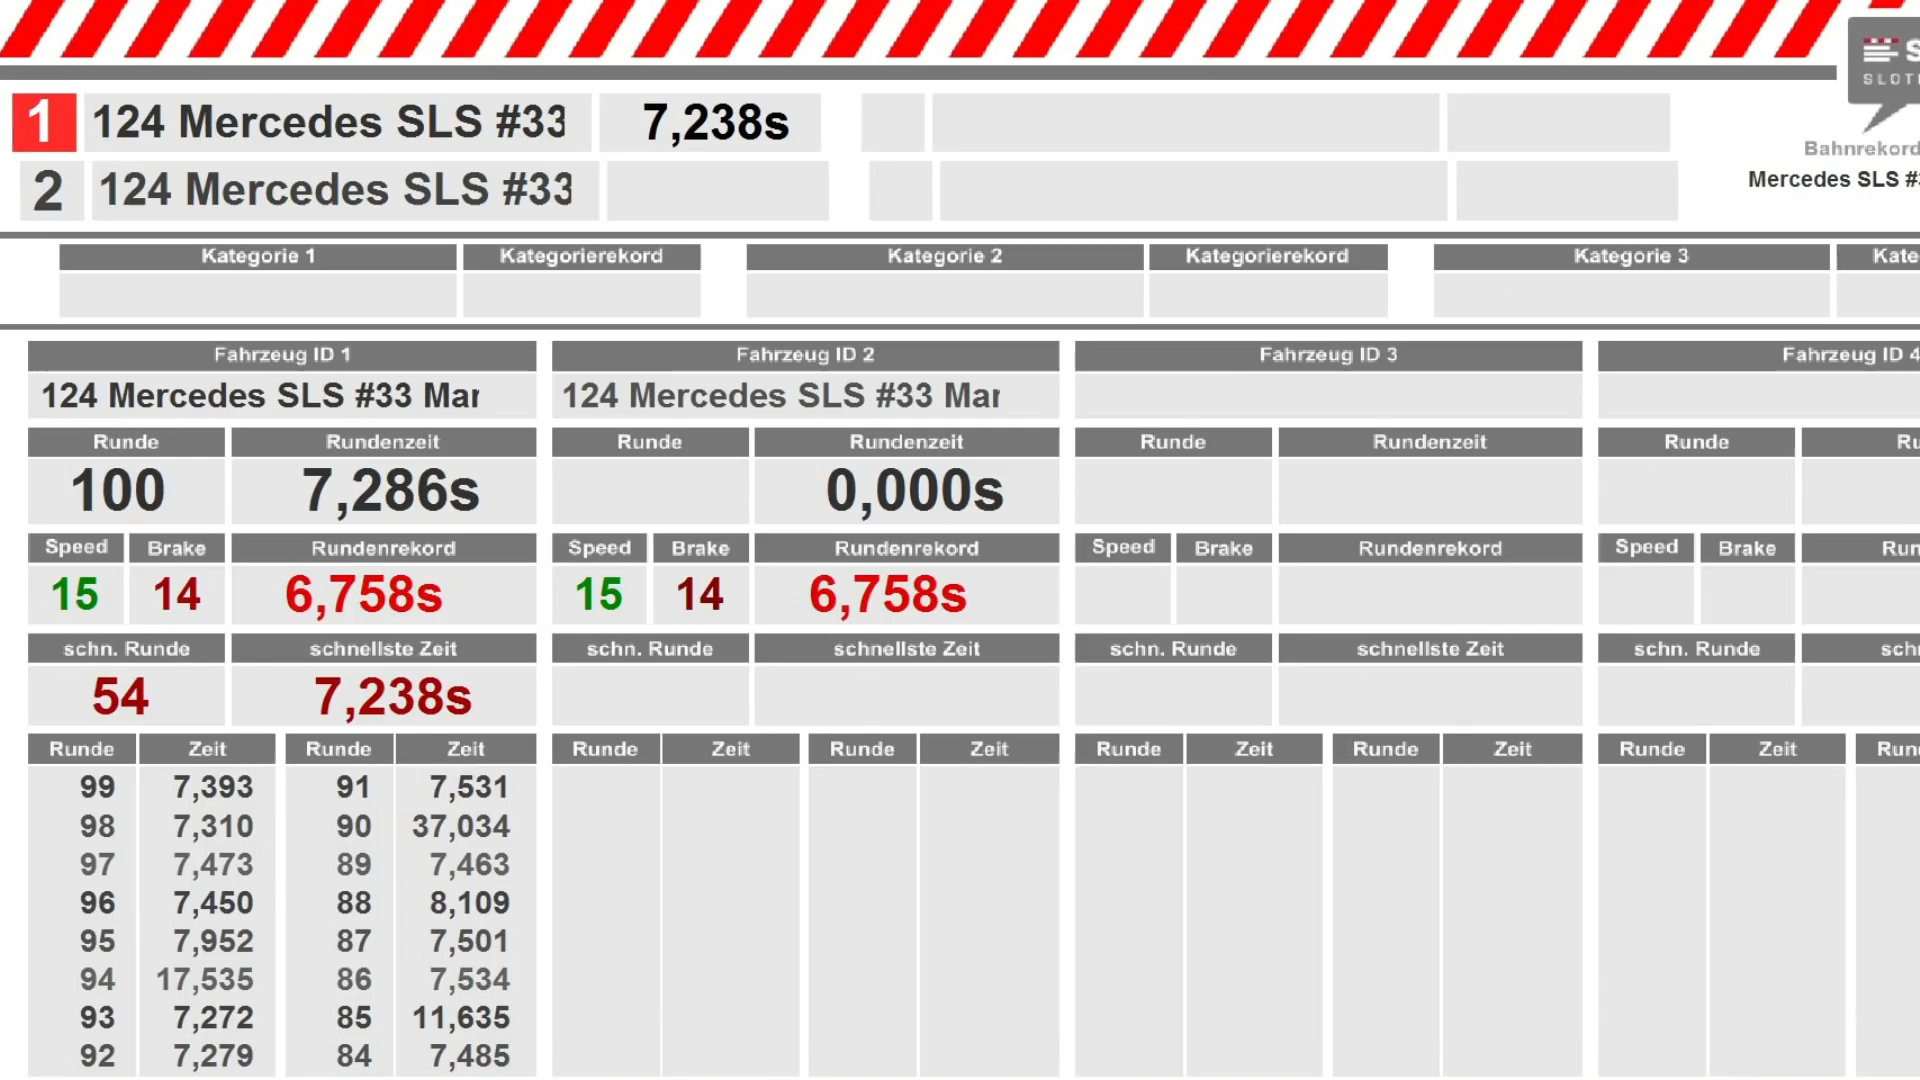 S
SLOT
1 124 Mercedes SLS #33 7,238s
2 124 Mercedes SLS #33
Bahnrekord
Mercedes SLS #3
Kategorie 1 Kategorierekord Kategorie 2 Kategorierekord Kategorie 3 Kate
Fahrzeug ID 1 Fahrzeug ID 2 Fahrzeug ID 3 Fahrzeug ID 4
124 Mercedes SLS #33 Mar 124 Mercedes SLS #33 Mar
Runde Rundenzeit Runde Rundenzeit Runde Rundenzeit Runde Ru
100 7,286s 0,000s
Speed Brake Rundenrekord Speed Brake Rundenrekord Speed Brake Rundenrekord Speed Brake Run
15 14 6,758s 15 14 6,758s
schn. Runde schnellste Zeit schn. Runde schnellste Zeit schn. Runde schnellste Zeit schn. Runde sch
54 7,238s
Runde Zeit Runde Zeit Runde Zeit Runde Zeit Runde Zeit Runde Zeit Runde Zeit Run
99 7,393 91 7,531
98 7,310 90 37,034
97 7,473 89 7,463
96 7,450 88 8,109
95 7,952 87 7,501
94 17,535 86 7,534
93 7,272 85 11,635
92 7,279 84 7,485